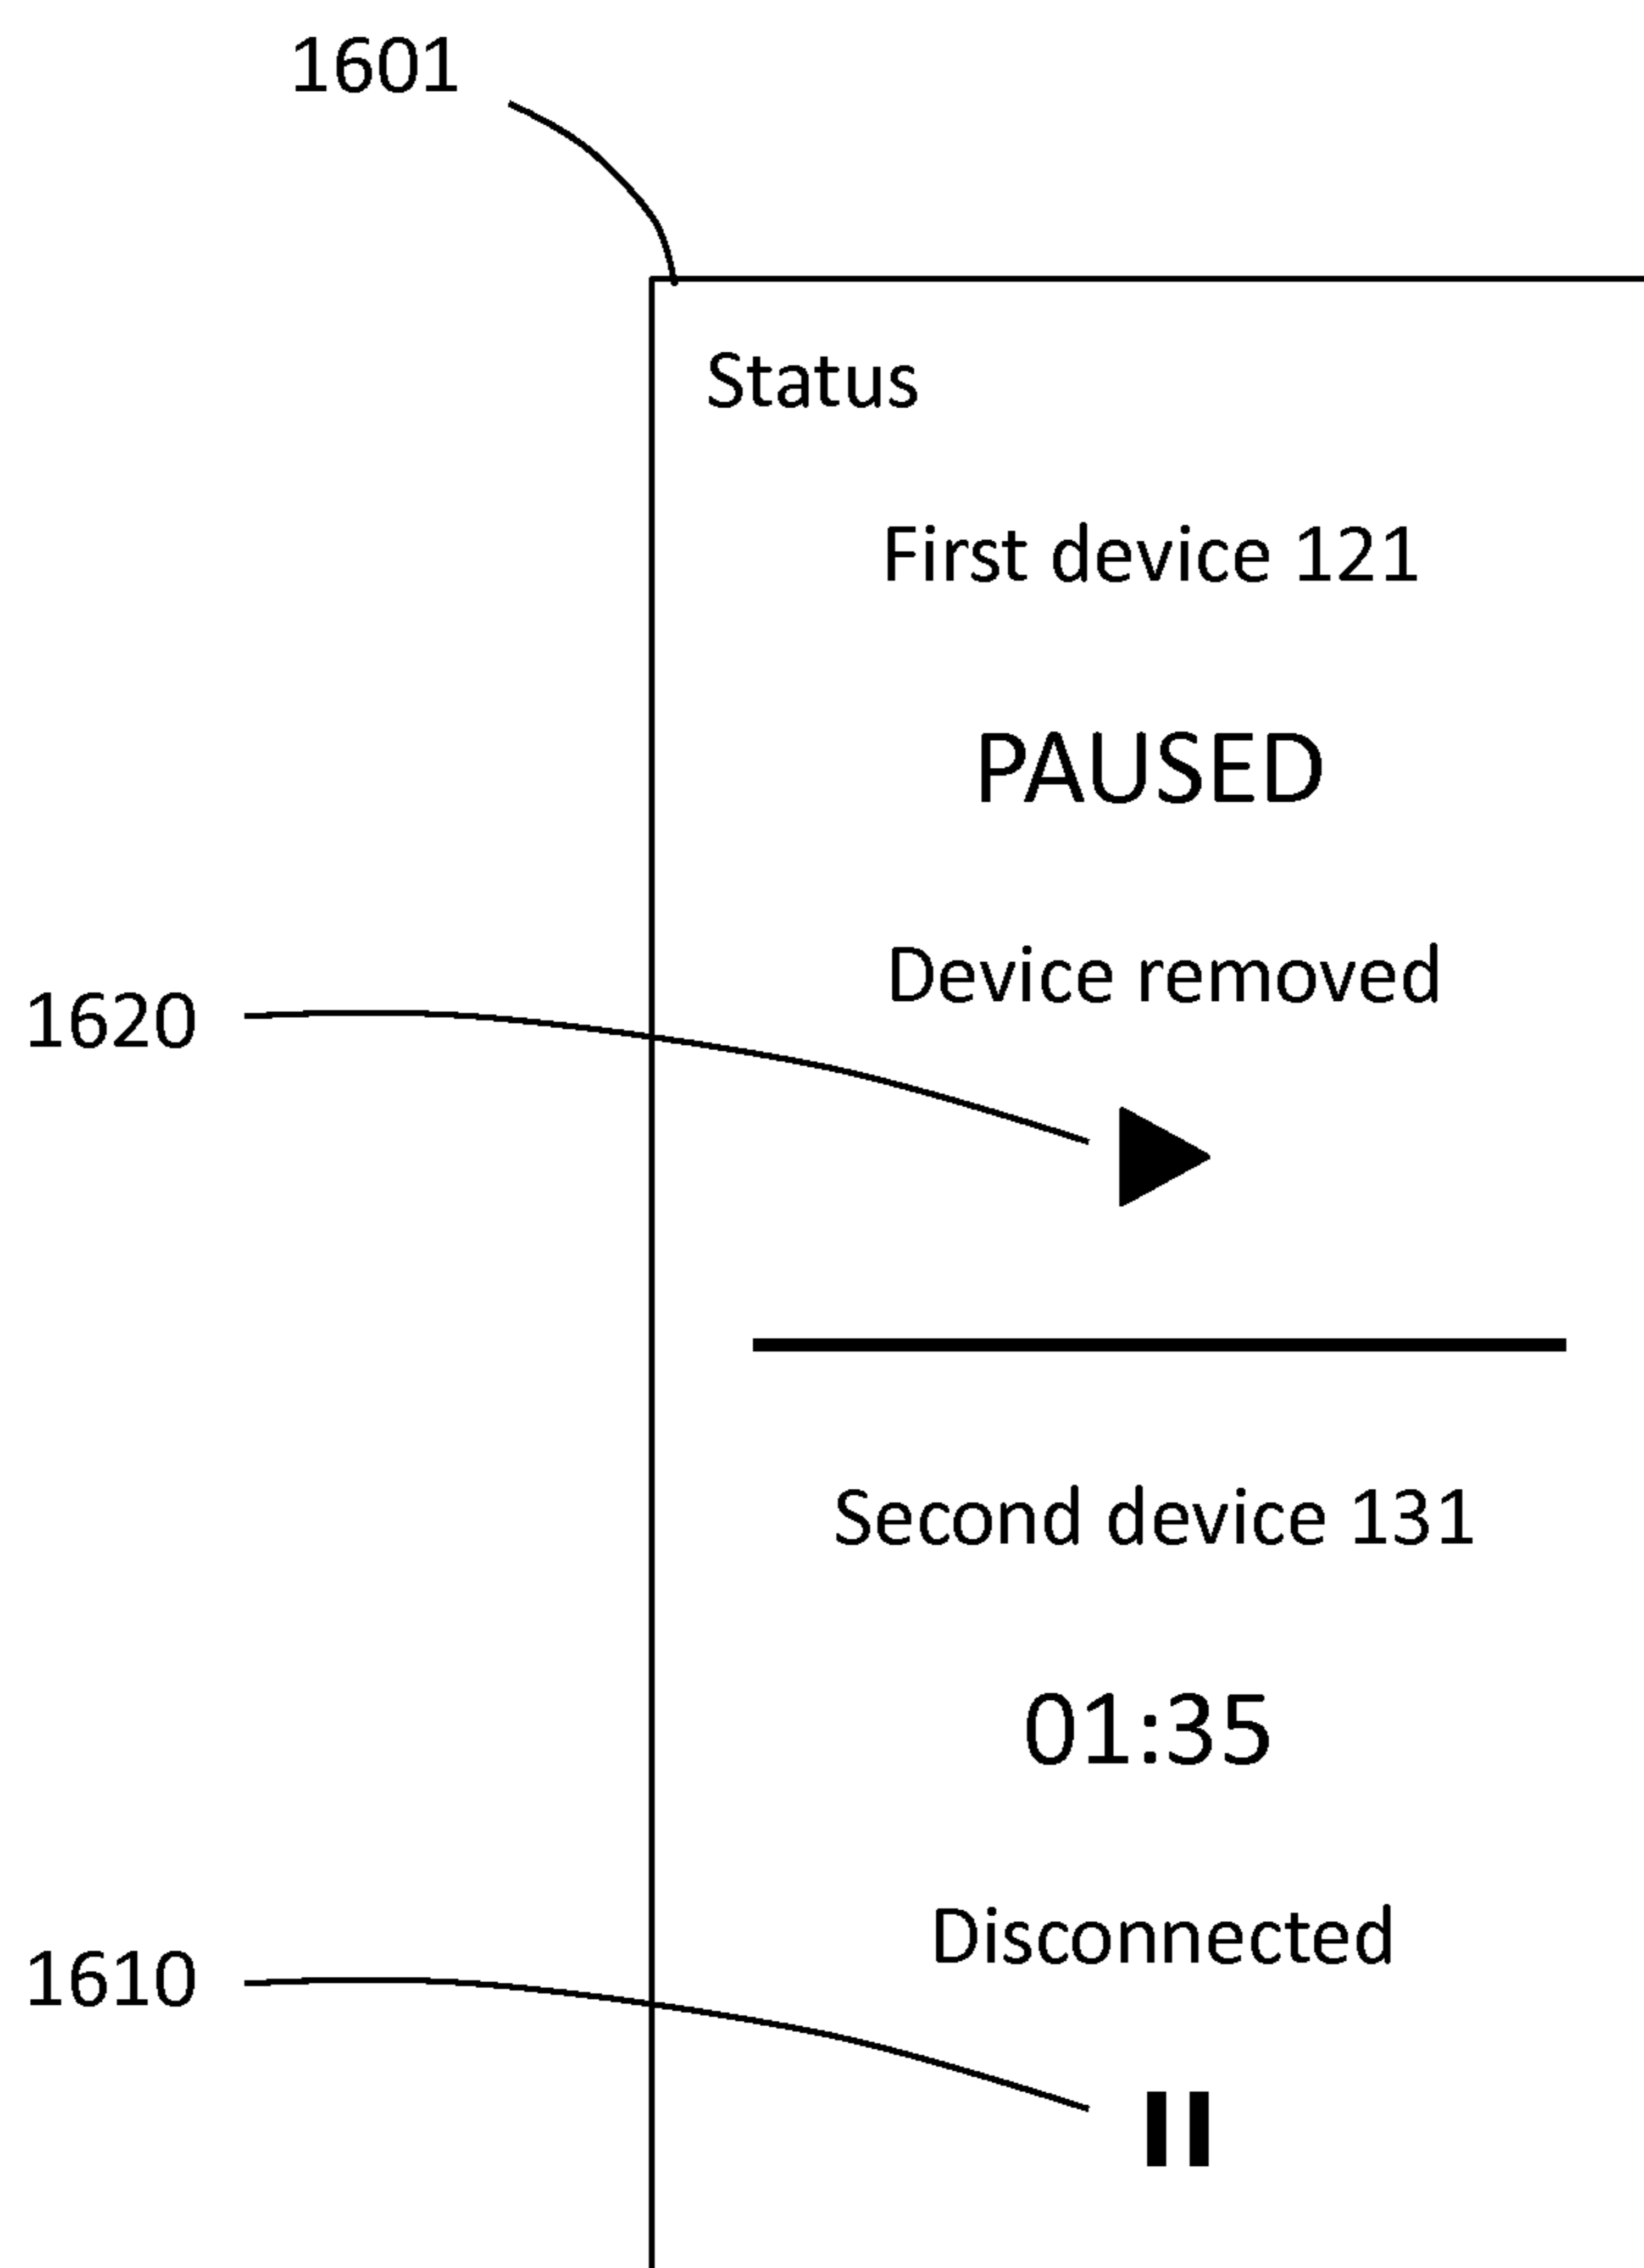 1601
Status
First device 121
PAUSED
Device removed
1620
Second device 131
01:35
Disconnected
1610